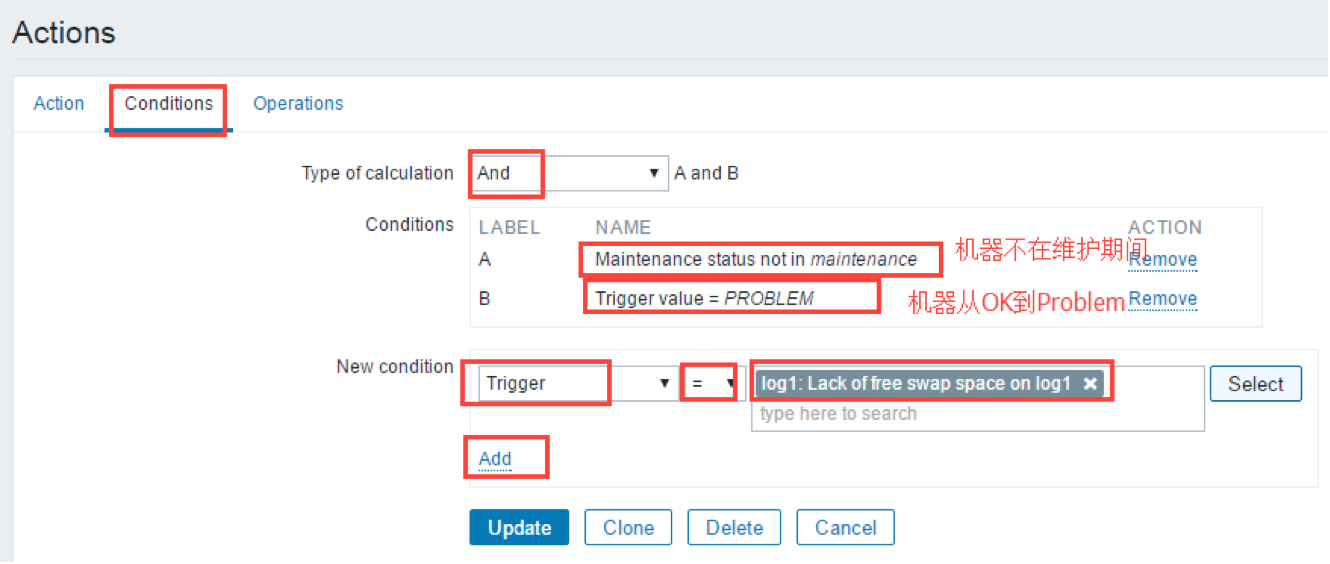 Actions
Action Conditions Operations
Type of calculation And A and B
Conditions LABEL NAME ACTION
A Maintenance status not in maintenance 机器不在维护期间 Remove
B Trigger value = PROBLEM 机器从OK到Problem Remove
New condition Trigger = log1: Lack of free swap space on log1 Select
type here to search
Add
Update Clone Delete Cancel